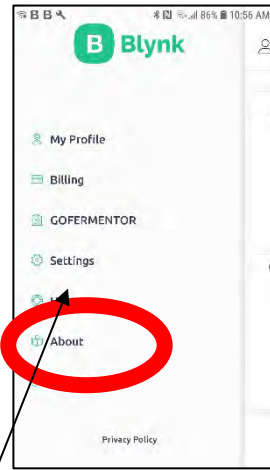 B B 86% 10:56 AM
B Blynk
My Profile
Billing
GOFERMENTOR
Settings
About
Privacy Policy